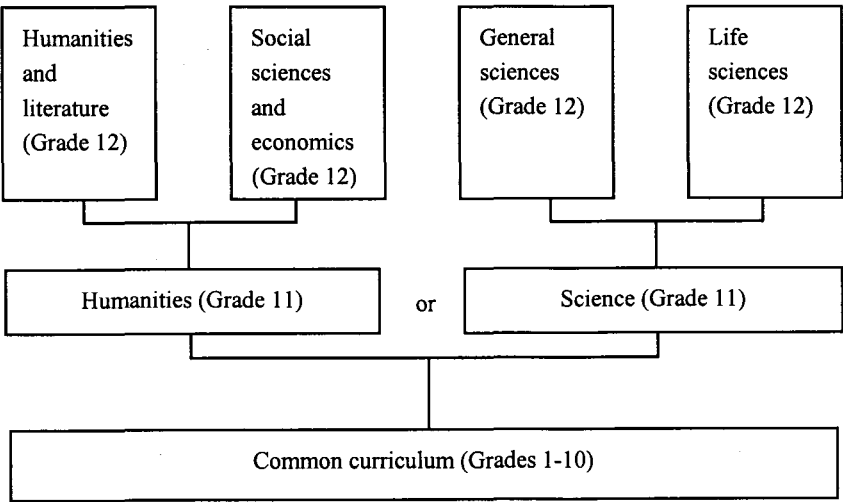 Humanities
and
literature
(Grade 12)
Social
sciences
and
economics
(Grade 12)
General
sciences
(Grade 12)
Life
sciences
(Grade 12)
Humanities (Grade 11)
or
Science (Grade 11)
Common curriculum (Grades 1-10)